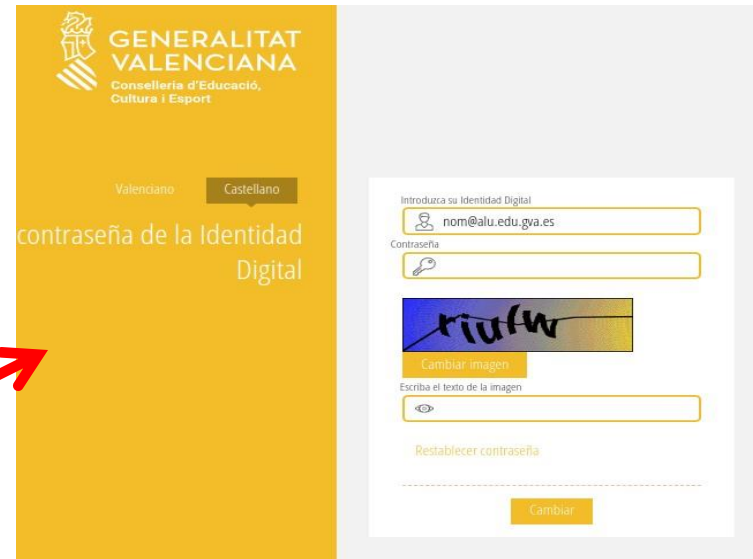 GENERALITAT
VALENCIANA
Conselleria d'Educació,
Cultura i Esport
Valenciano Castellano
contraseña de la Identidad
Digital
Introduzca su Identidad Digital
nom@alu.edu.gva.es
Contraseña
Cambiar imagen
Escriba el texto de la imagen
Restablecer contraseña
Cambiar